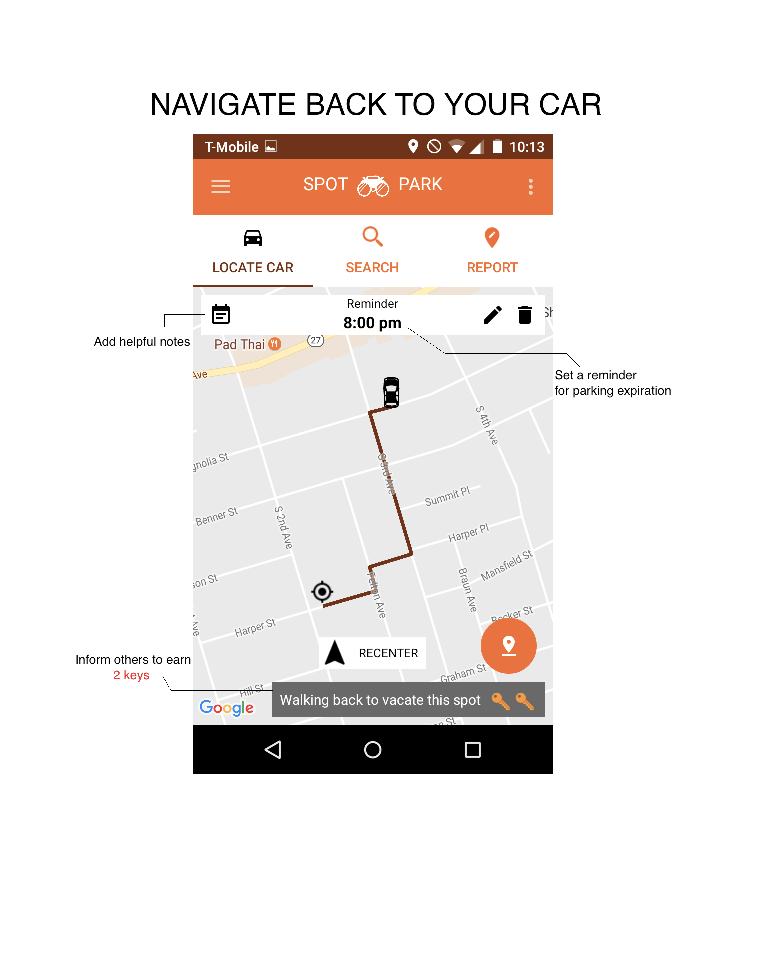 NAVIGATE BACK TO YOUR CAR
T-Mobile
10:13
SPOT PARK
LOCATE CAR
SEARCH
REPORT
Reminder
8:00 pm
Sh
Add helpful notes
Pad Thai
27
Ave
Set a reminder
for parking expiration
S 4th Ave
gnolia St
S 3rd Ave
Summit Pl
Benner St
S 2nd Ave
Harper Pl
Mansfield St
son St
Felton Ave
Braun Ave
Becker St
Harper St
Ave
RECENTER
Inform others to earn
2 keys
Graham St
Hill St
Walking back to vacate this spot
Google
on St